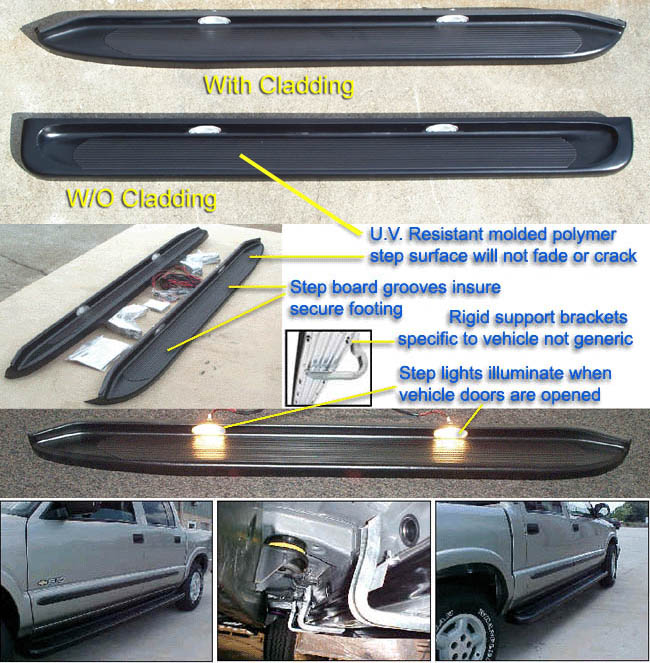 With Cladding
W/O Cladding
U.V. Resistant molded polymer
step surface will not fade or crack
Step board grooves insure
secure footing
Rigid support brackets
specific to vehicle not generic
Step lights illuminate when
vehicle doors are opened